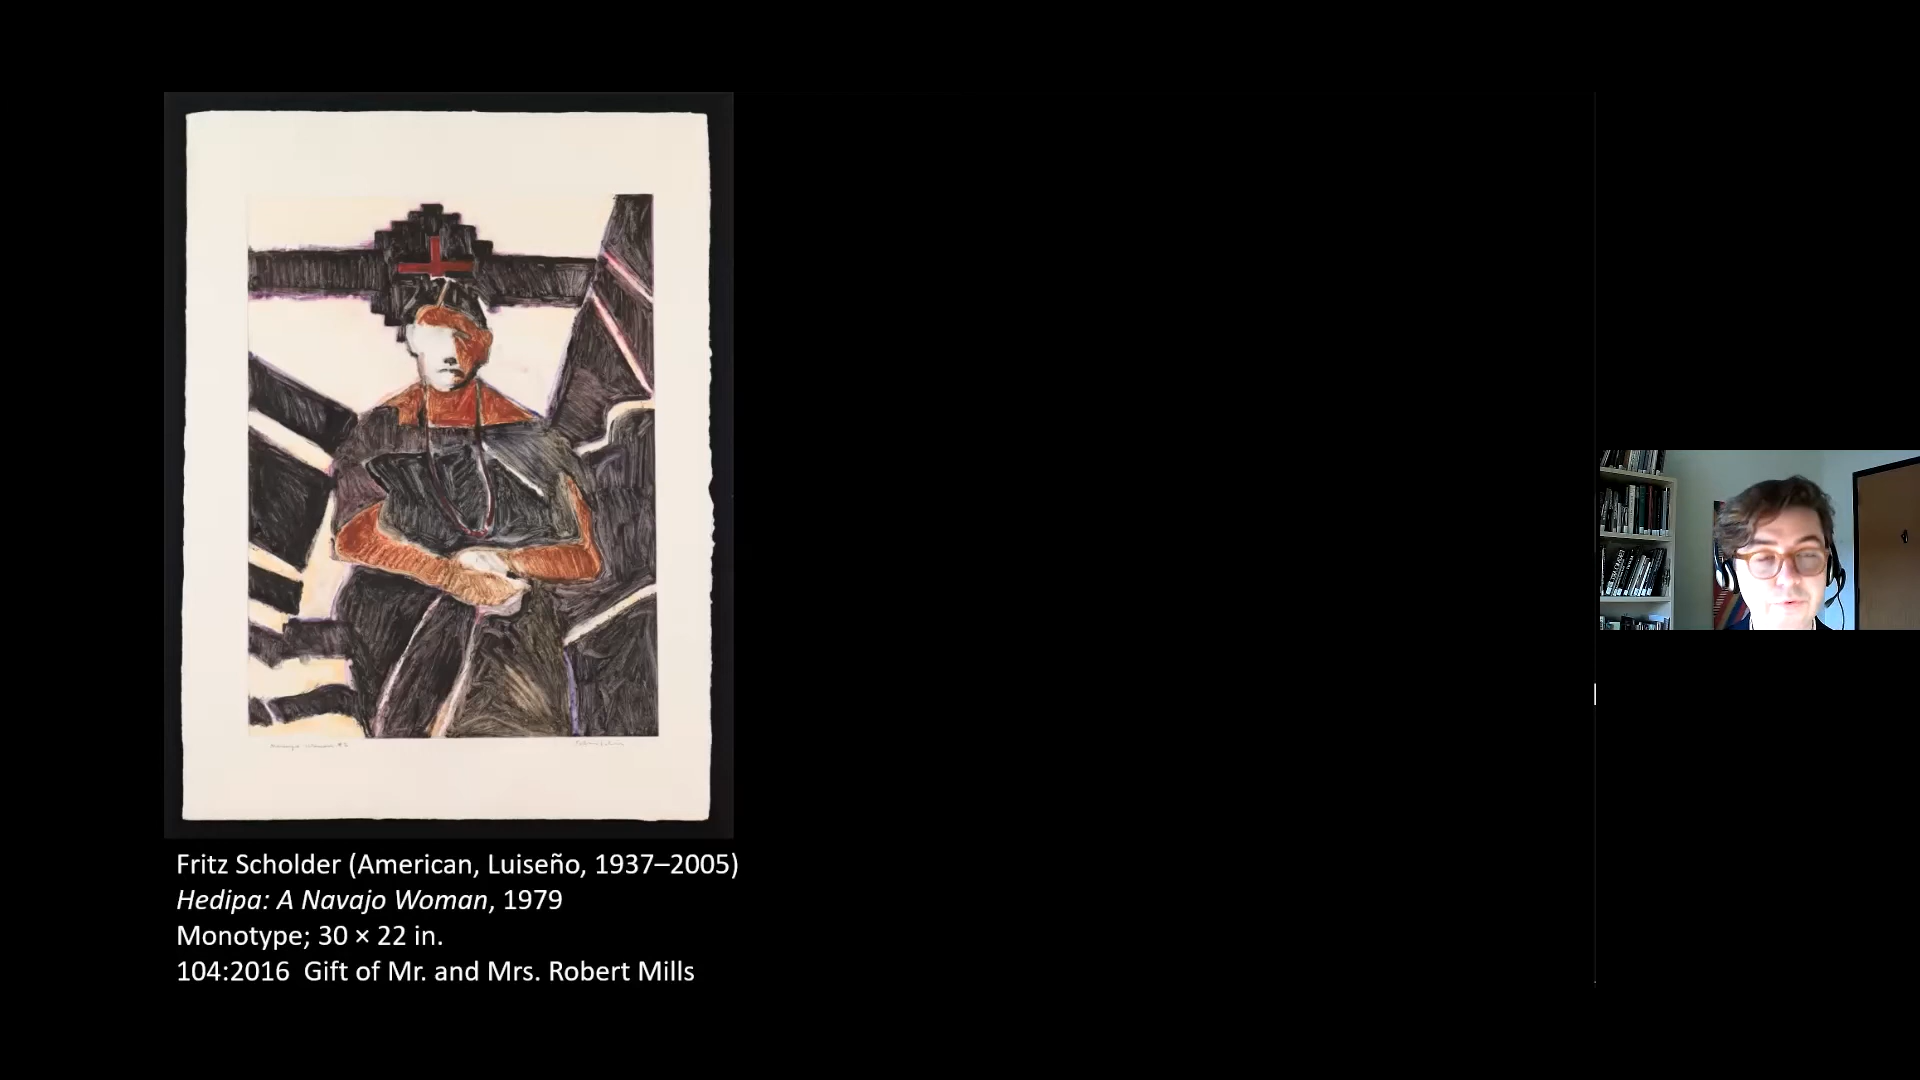 Fritz Scholder (American, Luiseño, 1937–2005)
Hedipa: A Navajo Woman, 1979
Monotype; 30 × 22 in.
104:2016  Gift of Mr. and Mrs. Robert Mills